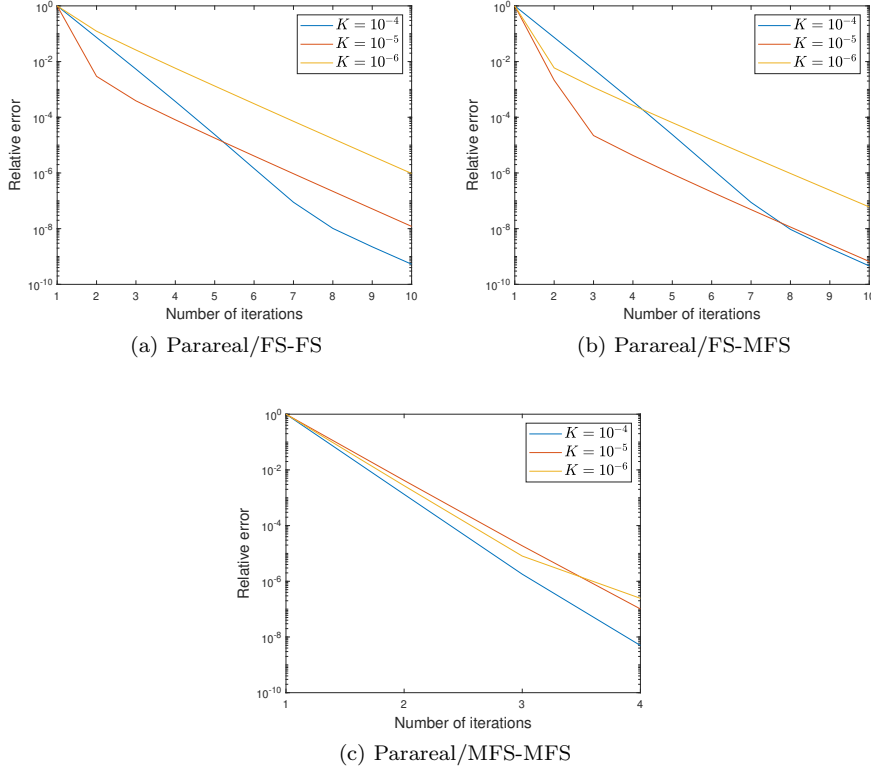 10^0
10^-2
10^-4
10^-6
10^-8
10^-10
Relative error
K = 10^-4
K = 10^-5
K = 10^-6
1 2 3 4 5 6 7 8 9 10
Number of iterations
(a) Parareal/FS-FS
10^0
10^-2
10^-4
10^-6
10^-8
10^-10
Relative error
K = 10^-4
K = 10^-5
K = 10^-6
1 2 3 4 5 6 7 8 9 10
Number of iterations
(b) Parareal/FS-MFS
10^0
10^-2
10^-4
10^-6
10^-8
10^-10
Relative error
K = 10^-4
K = 10^-5
K = 10^-6
1 2 3 4
Number of iterations
(c) Parareal/MFS-MFS